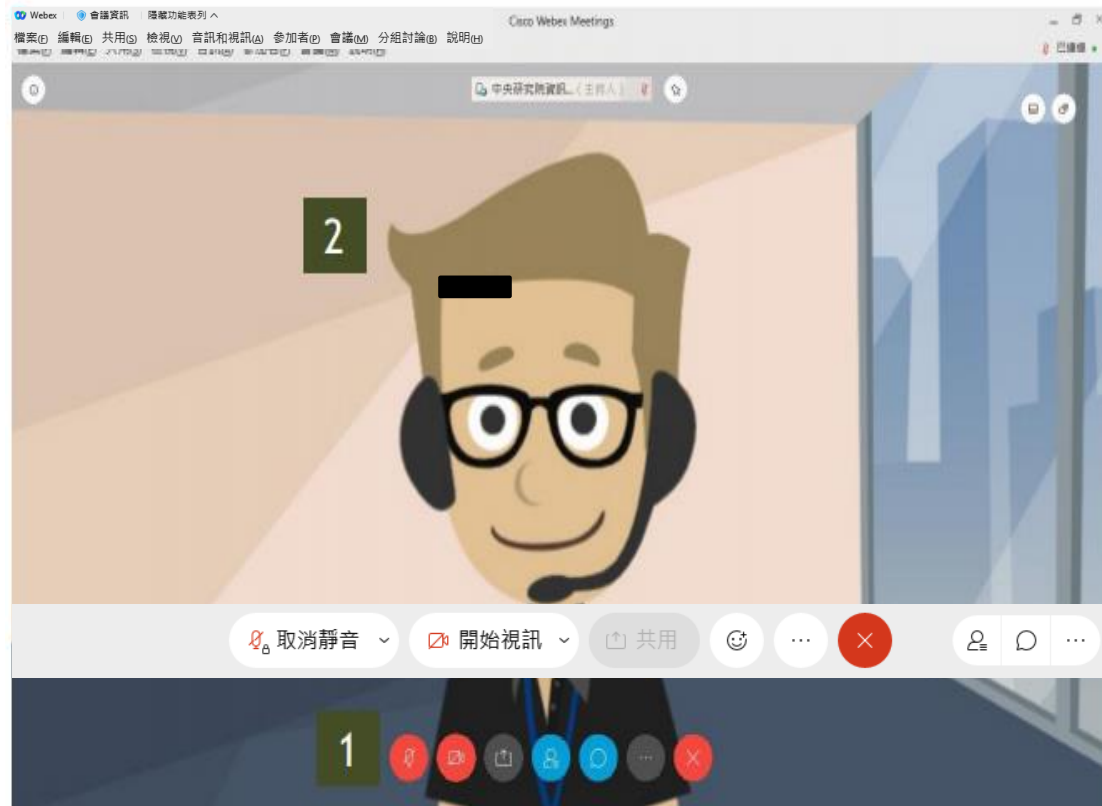 Webex 會議資訊 隱藏功能表列
Cisco Webex Meetings
檔案(F) 編輯(E) 共用(S) 檢視(V) 音訊和視訊(A) 參加者(P) 會議(M) 分組討論(B) 說明(H)
已連線
中央研究院資訊...(主持人)
2
取消靜音 開始視訊 共用
1